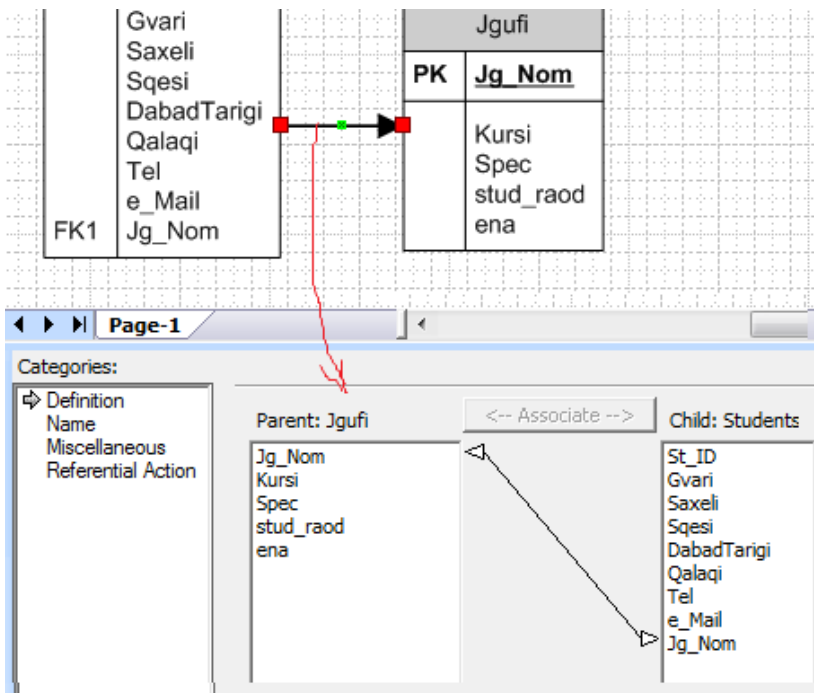 Gvari
Saxeli
Sqesi
DabadTarigi
Qalaqi
Tel
e_Mail
FK1 Jg_Nom
Jgufi
PK Jg_Nom
Kursi
Spec
stud_raod
ena
Page-1
Categories:
Definition
Name
Miscellaneous
Referential Action
Parent: Jgufi
<-- Associate -->
Child: Students
Jg_Nom
Kursi
Spec
stud_raod
ena
St_ID
Gvari
Saxeli
Sqesi
DabadTarigi
Qalaqi
Tel
e_Mail
Jg_Nom